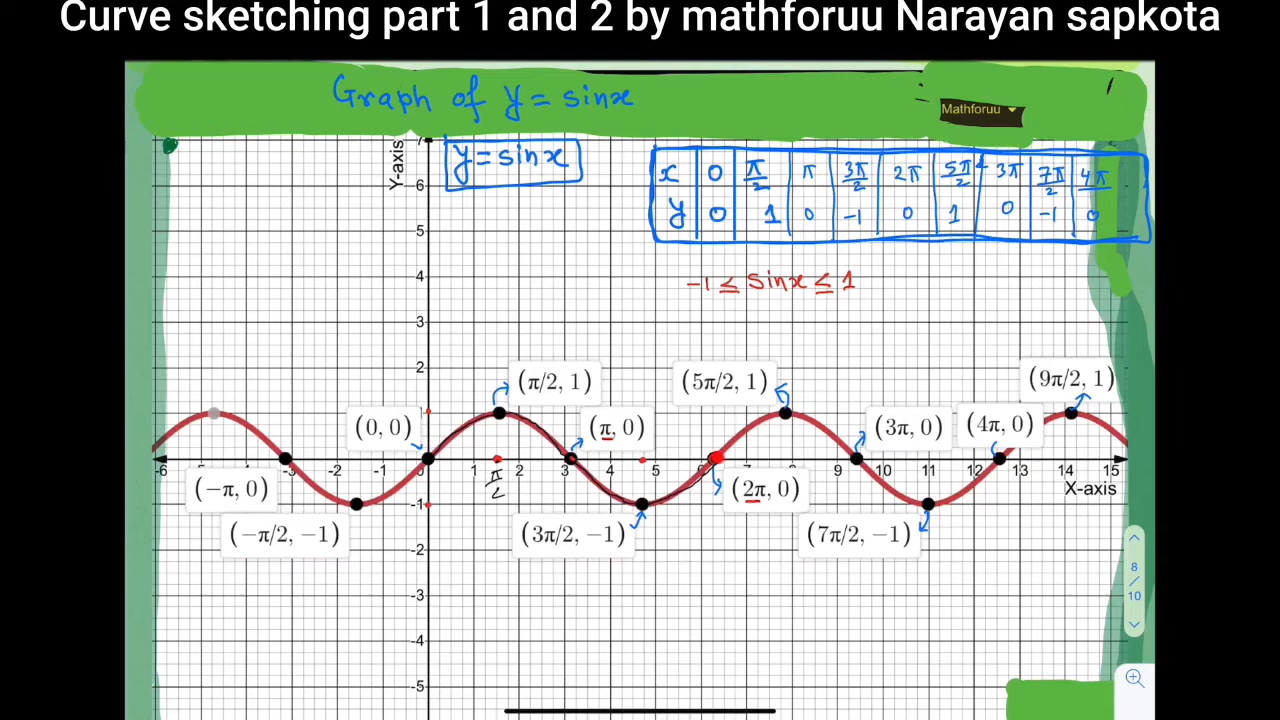 Curve sketching part 1 and 2 by mathforuu Narayan sapkota
Graph of y = sinx
Mathforuu
y = sinx
x 0 π/2 π 3π/2 2π 5π/2 3π 7π/2 4π
y 0 1 0 -1 0 1 0 -1 0
-1 ≤ sinx ≤ 1
Y-axis
7
6
5
4
3
2
(π/2, 1)
(5π/2, 1)
(9π/2, 1)
(0, 0)
(π, 0)
(3π, 0)
(4π, 0)
-6 -3 -2 -1 0 1 2 3 4 5 6 7 8 9 10 11 12 13 14 15
π/2
X-axis
(−π, 0)
(2π, 0)
-1
(−π/2, −1)
(3π/2, −1)
(7π/2, −1)
-2
-3
-4
-5
8
/
10